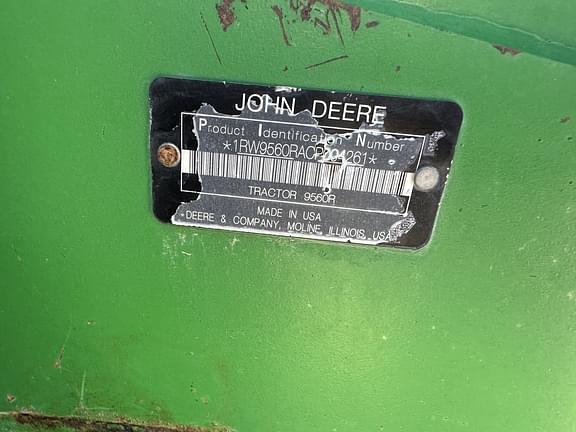 JOHN DEERE
Product Identification Number
*1RW9560RACP004261*
TRACTOR 9560R
MADE IN USA
DEERE & COMPANY, MOLINE, ILLINOIS, USA